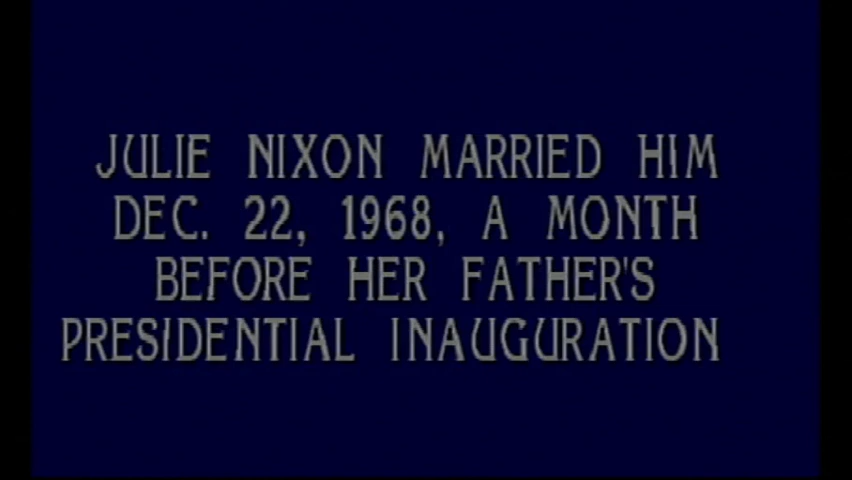 JULIE NIXON MARRIED HIM
DEC. 22, 1968, A MONTH
BEFORE HER FATHER'S
PRESIDENTIAL INAUGURATION